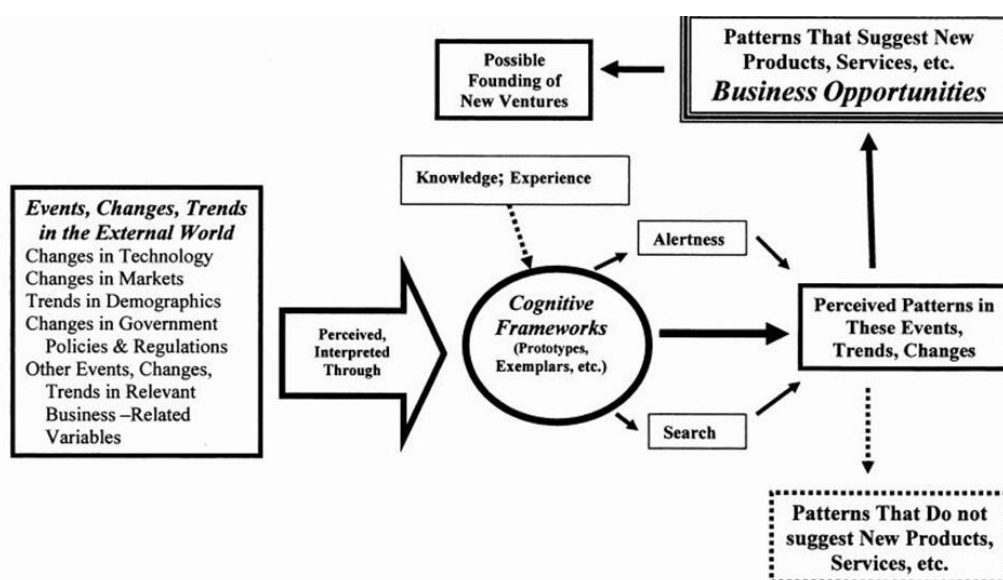 Patterns That Suggest New
Products, Services, etc.
Business Opportunities
Possible
Founding of
New Ventures
Knowledge; Experience
Events, Changes, Trends
in the External World
Changes in Technology
Changes in Markets
Trends in Demographics
Changes in Government
Policies & Regulations
Other Events, Changes,
Trends in Relevant
Business –Related
Variables
Perceived,
Interpreted
Through
Cognitive
Frameworks
(Prototypes,
Exemplars, etc.)
Alertness
Search
Perceived Patterns in
These Events,
Trends, Changes
Patterns That Do not
suggest New Products,
Services, etc.